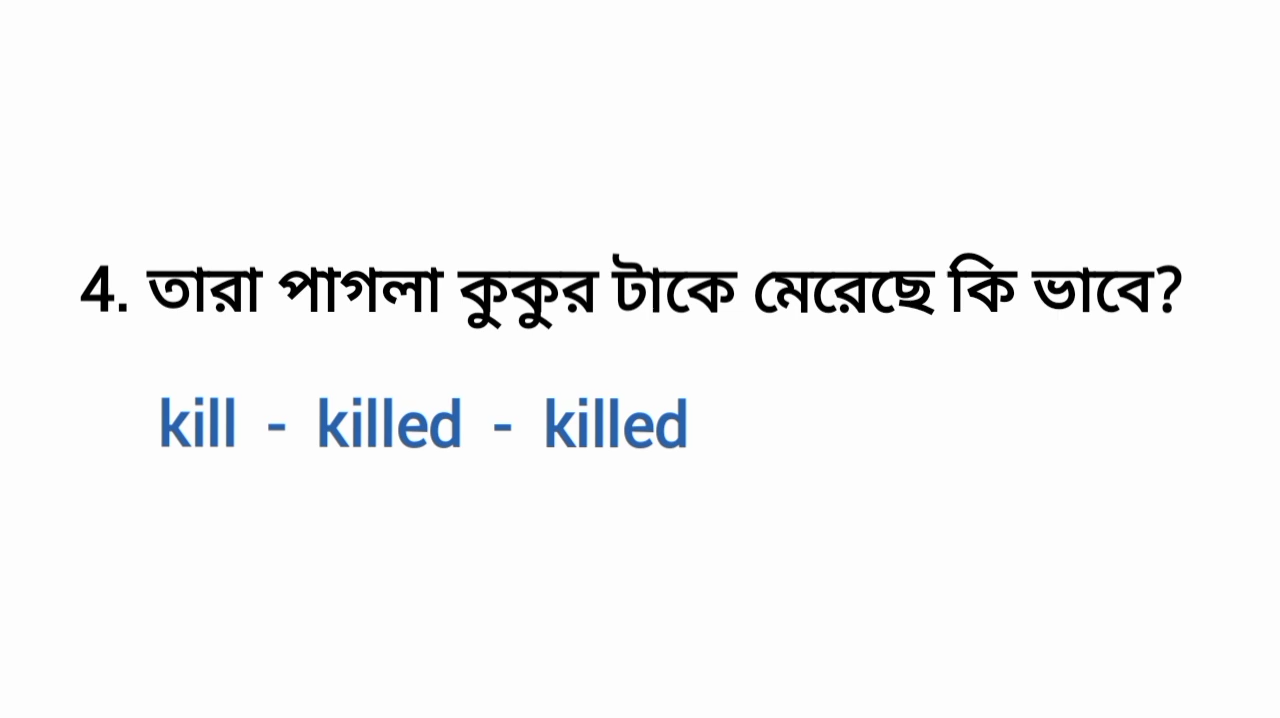 4. তারা পাগলা কুকুর টাকে মেরেছে কি ভাবে?
kill - killed - killed